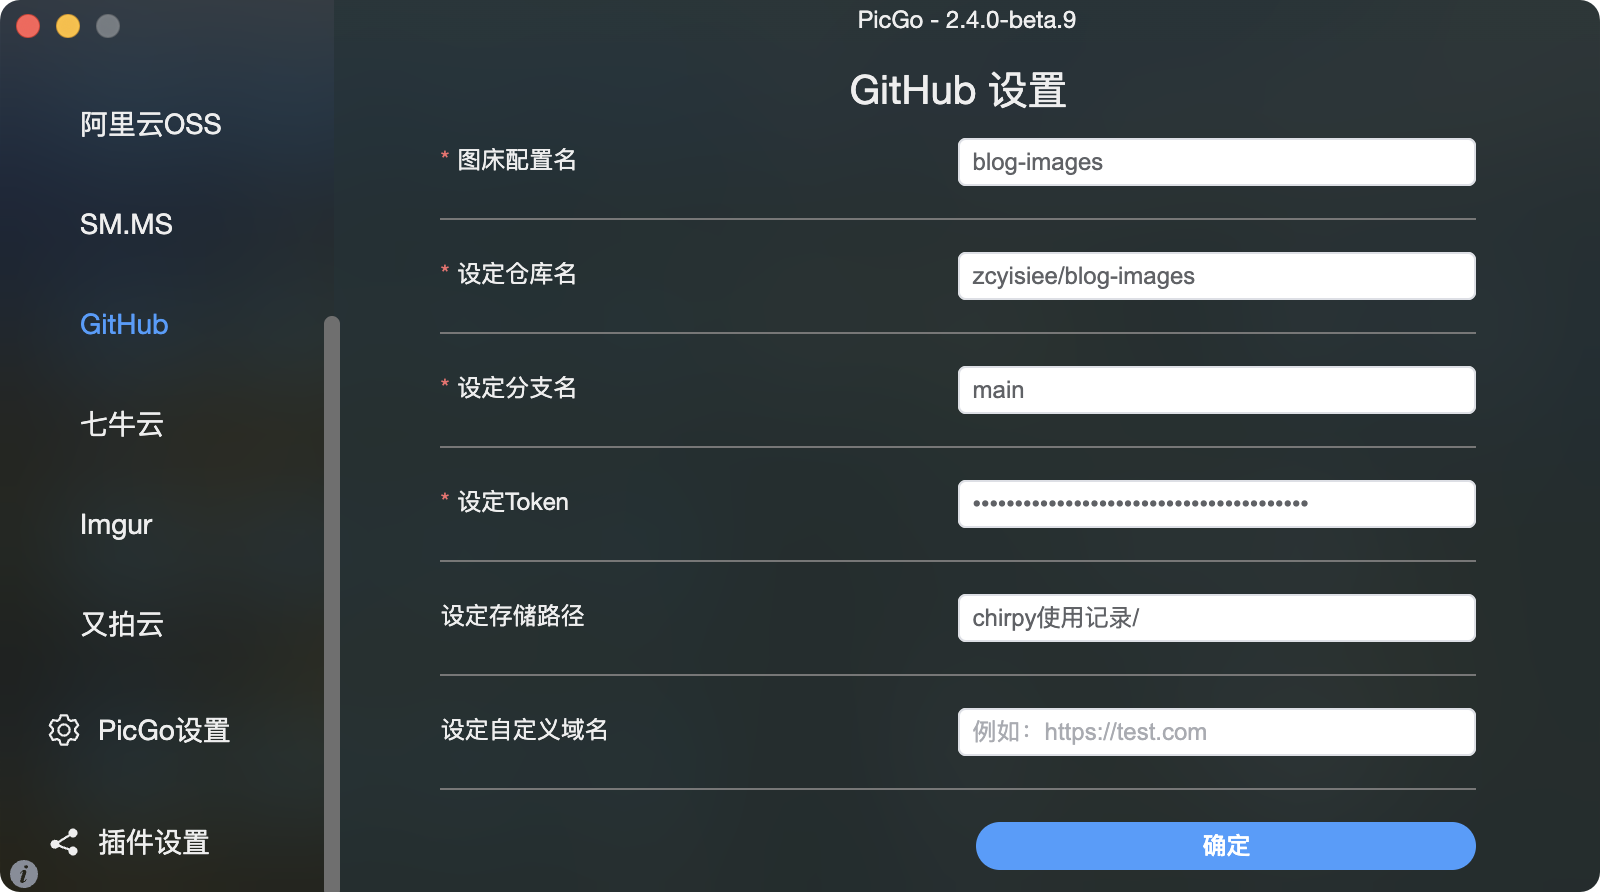 PicGo - 2.4.0-beta.9
阿里云OSS
SM.MS
GitHub
七牛云
Imgur
又拍云
PicGo设置
插件设置
i
GitHub 设置
* 图床配置名
blog-images
* 设定仓库名
zcyisiee/blog-images
* 设定分支名
main
* 设定Token
••••••••••••••••••••••••••••••••••••••••
设定存储路径
chirpy使用记录/
设定自定义域名
例如：https://test.com
确定